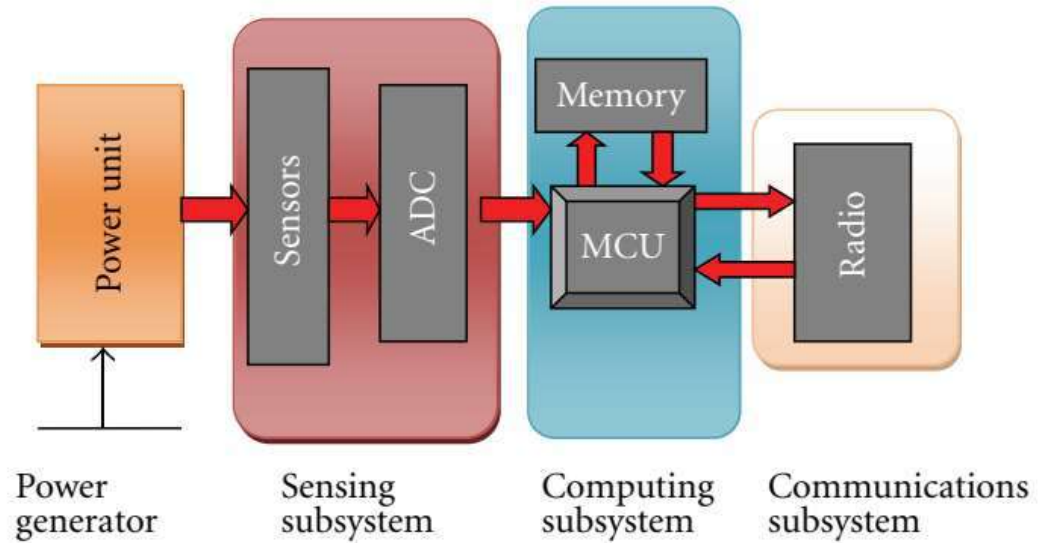 Power unit
Sensors
ADC
Memory
MCU
Radio
Power
generator
Sensing
subsystem
Computing
subsystem
Communications
subsystem